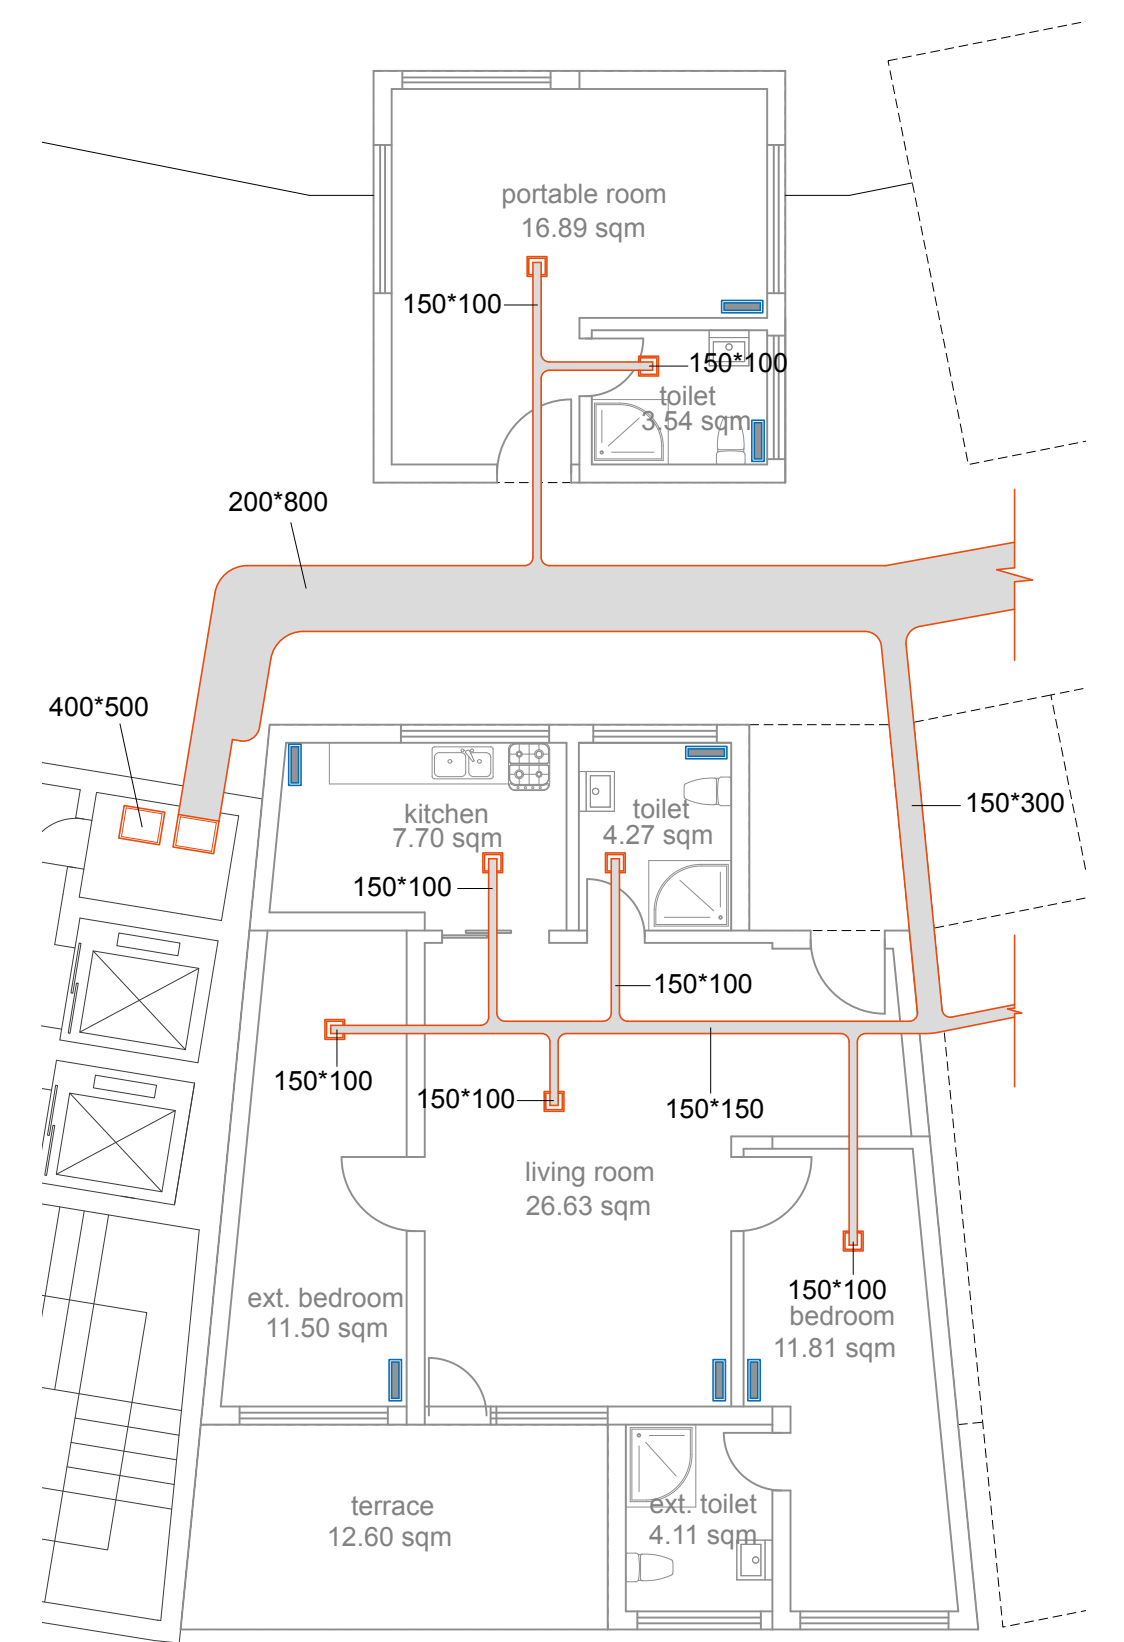 portable room
16.89 sqm
150*100
150*100
toilet
3.54 sqm
200*800
400*500
kitchen
7.70 sqm
toilet
4.27 sqm
150*300
150*100
150*100
150*100
150*100
150*150
living room
26.63 sqm
150*100
ext. bedroom
11.50 sqm
bedroom
11.81 sqm
terrace
12.60 sqm
ext. toilet
4.11 sqm